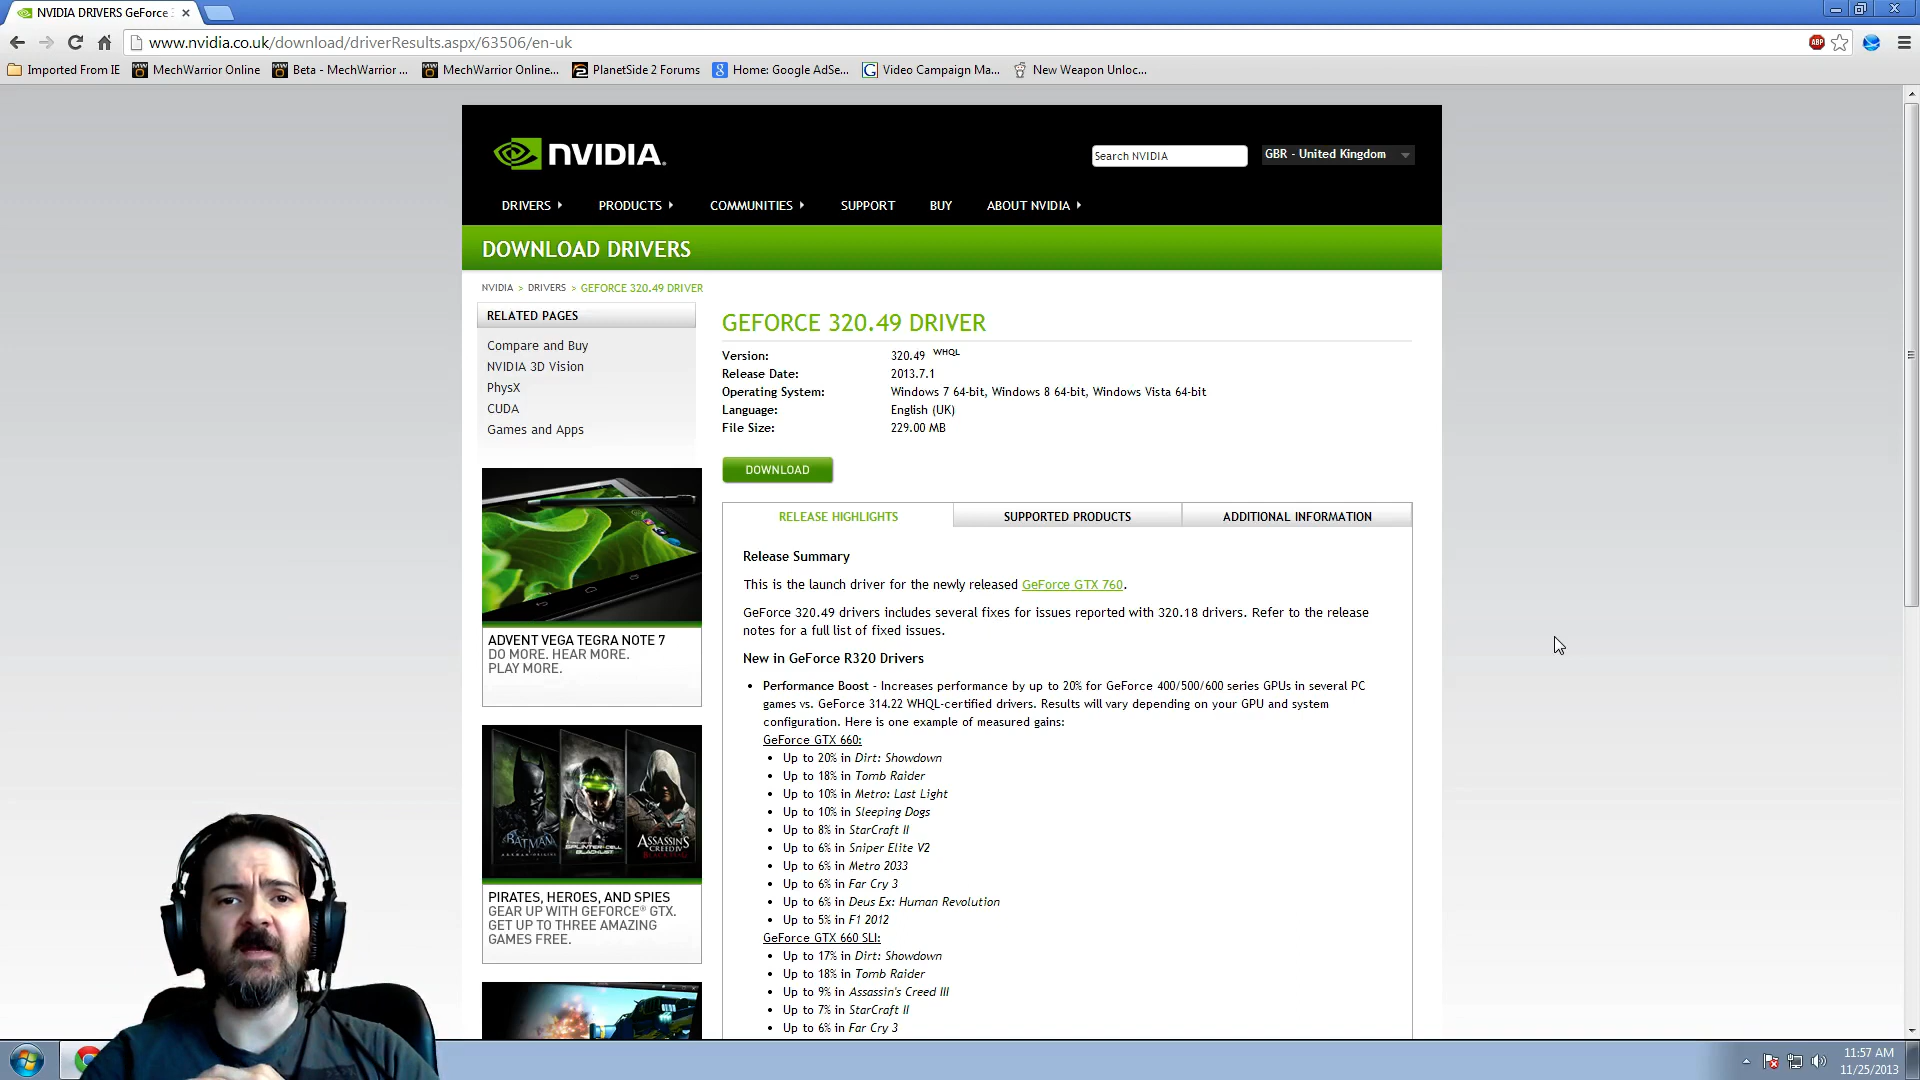 NVIDIA DRIVERS GeForce
www.nvidia.co.uk/download/driverResults.aspx/63506/en-uk
ABP
Imported From IE
MechWarrior Online
Beta - MechWarrior ...
MechWarrior Online...
PlanetSide 2 Forums
Home: Google AdSe...
Video Campaign Ma...
New Weapon Unloc...
NVIDIA.
Search NVIDIA
GBR - United Kingdom
DRIVERS
PRODUCTS
COMMUNITIES
SUPPORT
BUY
ABOUT NVIDIA
DOWNLOAD DRIVERS
NVIDIA > DRIVERS > GEFORCE 320.49 DRIVER
RELATED PAGES
Compare and Buy
NVIDIA 3D Vision
PhysX
CUDA
Games and Apps
ADVENT VEGA TEGRA NOTE 7
DO MORE. HEAR MORE.
PLAY MORE.
BATMAN
SPLINTER CELL
BLACKLIST
ASSASSIN'S
CREED IV
PIRATES, HEROES, AND SPIES
GEAR UP WITH GEFORCE® GTX.
GET UP TO THREE AMAZING
GAMES FREE.
GEFORCE 320.49 DRIVER
Version: 320.49 WHQL
Release Date: 2013.7.1
Operating System: Windows 7 64-bit, Windows 8 64-bit, Windows Vista 64-bit
Language: English (UK)
File Size: 229.00 MB
DOWNLOAD
RELEASE HIGHLIGHTS
SUPPORTED PRODUCTS
ADDITIONAL INFORMATION
Release Summary
This is the launch driver for the newly released GeForce GTX 760.
GeForce 320.49 drivers includes several fixes for issues reported with 320.18 drivers. Refer to the release
notes for a full list of fixed issues.
New in GeForce R320 Drivers
• Performance Boost - Increases performance by up to 20% for GeForce 400/500/600 series GPUs in several PC
games vs. GeForce 314.22 WHQL-certified drivers. Results will vary depending on your GPU and system
configuration. Here is one example of measured gains:
GeForce GTX 660:
• Up to 20% in Dirt: Showdown
• Up to 18% in Tomb Raider
• Up to 10% in Metro: Last Light
• Up to 10% in Sleeping Dogs
• Up to 8% in StarCraft II
• Up to 6% in Sniper Elite V2
• Up to 6% in Metro 2033
• Up to 6% in Far Cry 3
• Up to 6% in Deus Ex: Human Revolution
• Up to 5% in F1 2012
GeForce GTX 660 SLI:
• Up to 17% in Dirt: Showdown
• Up to 18% in Tomb Raider
• Up to 9% in Assassin's Creed III
• Up to 7% in StarCraft II
• Up to 6% in Far Cry 3
11:57 AM
11/25/2013